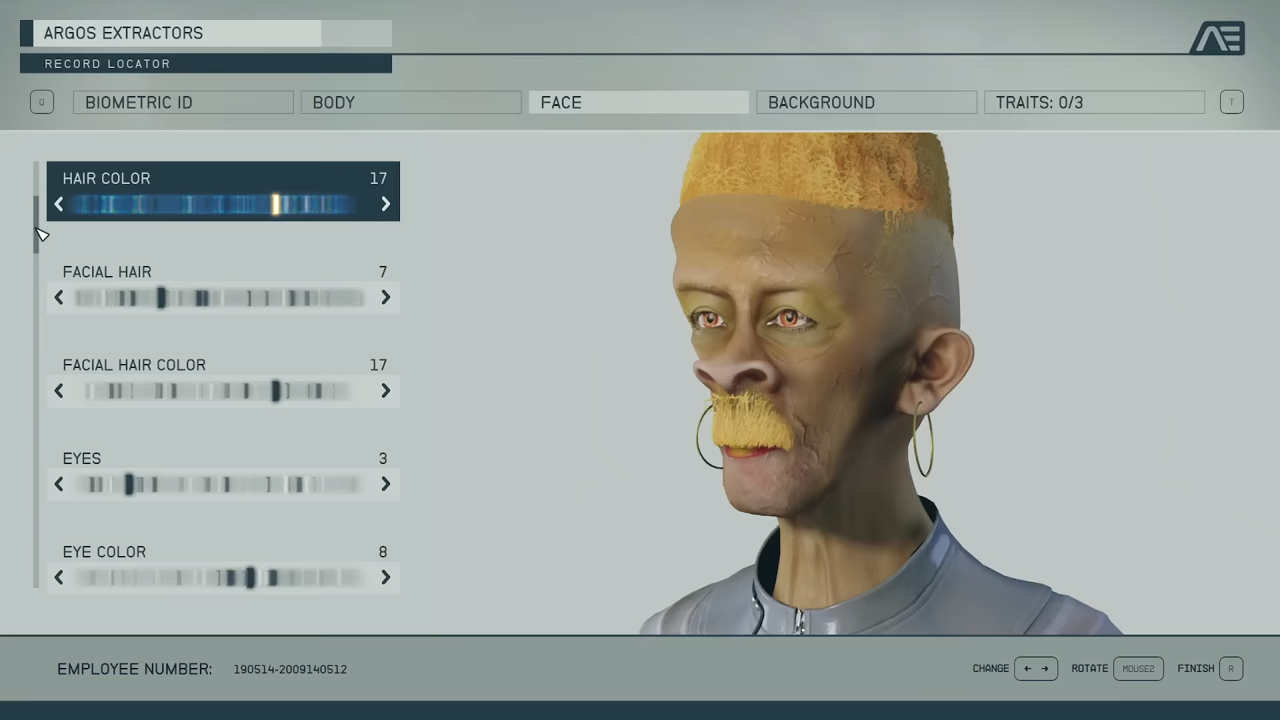 ARGOS EXTRACTORS
RECORD LOCATOR
AE
Q
BIOMETRIC ID
BODY
FACE
BACKGROUND
TRAITS: 0/3
T
HAIR COLOR 17
FACIAL HAIR 7
FACIAL HAIR COLOR 17
EYES 3
EYE COLOR 8
EMPLOYEE NUMBER: 190514-2009140512
CHANGE ← → ROTATE MOUSE2 FINISH R